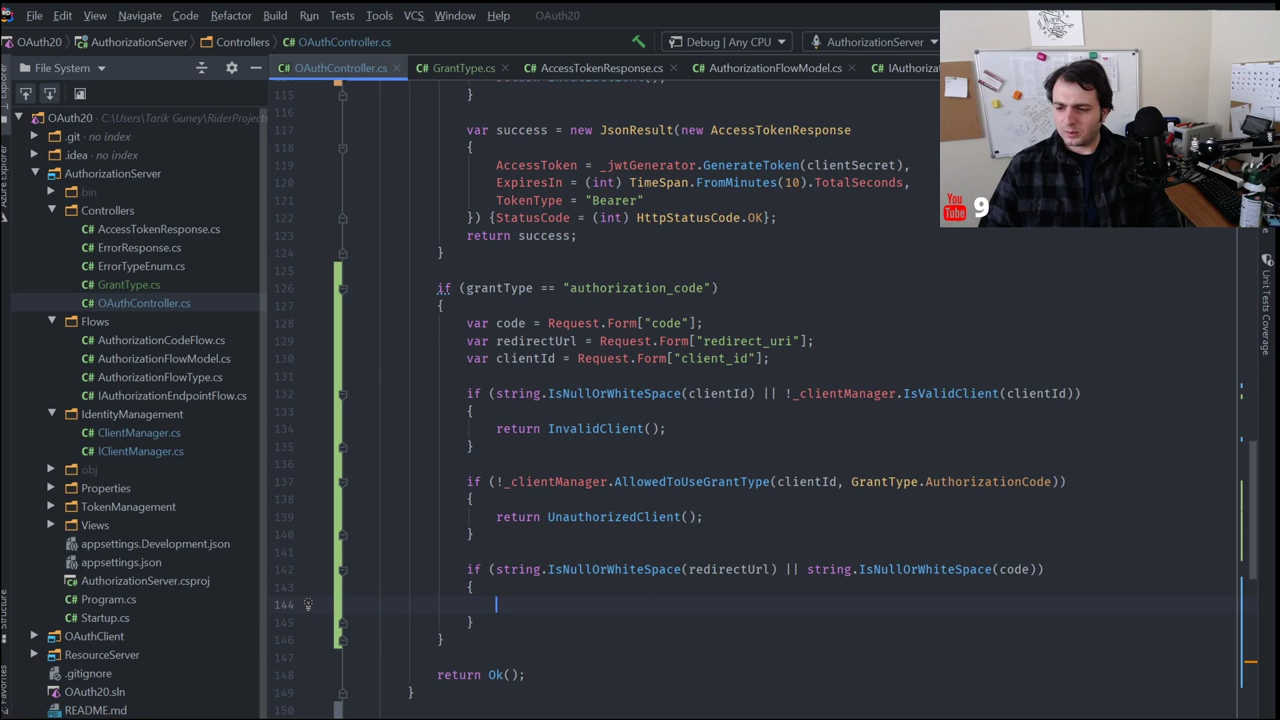 File Edit View Navigate Code Refactor Build Run Tests Tools VCS Window Help OAuth20
OAuth20 AuthorizationServer Controllers C# OAuthController.cs Debug | Any CPU AuthorizationServer
File System
C# OAuthController.cs C# GrantType.cs C# AccessTokenResponse.cs C# AuthorizationFlowModel.cs C# IAuthoriz
OAuth20 C:\Users\Tarik Guney\RiderProjects
.git - no index
.idea - no index
AuthorizationServer
bin
Controllers
C# AccessTokenResponse.cs
C# ErrorResponse.cs
C# ErrorTypeEnum.cs
C# GrantType.cs
C# OAuthController.cs
Flows
C# AuthorizationCodeFlow.cs
C# AuthorizationFlowModel.cs
C# AuthorizationFlowType.cs
C# IAuthorizationEndpointFlow.cs
IdentityManagement
C# ClientManager.cs
C# IClientManager.cs
obj
Properties
TokenManagement
Views
appsettings.Development.json
appsettings.json
AuthorizationServer.csproj
C# Program.cs
C# Startup.cs
OAuthClient
ResourceServer
.gitignore
OAuth20.sln
README.md
Azure Explorer
Structure
115 }
116
117 var success = new JsonResult(new AccessTokenResponse
118 {
119 AccessToken = _jwtGenerator.GenerateToken(clientSecret),
120 ExpiresIn = (int) TimeSpan.FromMinutes(10).TotalSeconds,
121 TokenType = "Bearer"
122 }) {StatusCode = (int) HttpStatusCode.OK};
123 return success;
124 }
125
126 if (grantType == "authorization_code")
127 {
128 var code = Request.Form["code"];
129 var redirectUrl = Request.Form["redirect_uri"];
130 var clientId = Request.Form["client_id"];
131
132 if (string.IsNullOrWhiteSpace(clientId) || !_clientManager.IsValidClient(clientId))
133 {
134 return InvalidClient();
135 }
136
137 if (!_clientManager.AllowedToUseGrantType(clientId, GrantType.AuthorizationCode))
138 {
139 return UnauthorizedClient();
140 }
141
142 if (string.IsNullOrWhiteSpace(redirectUrl) || string.IsNullOrWhiteSpace(code))
143 {
144
145 }
146 }
147
148 return Ok();
149 }
150
You
Tube 9
Unit Tests Coverage